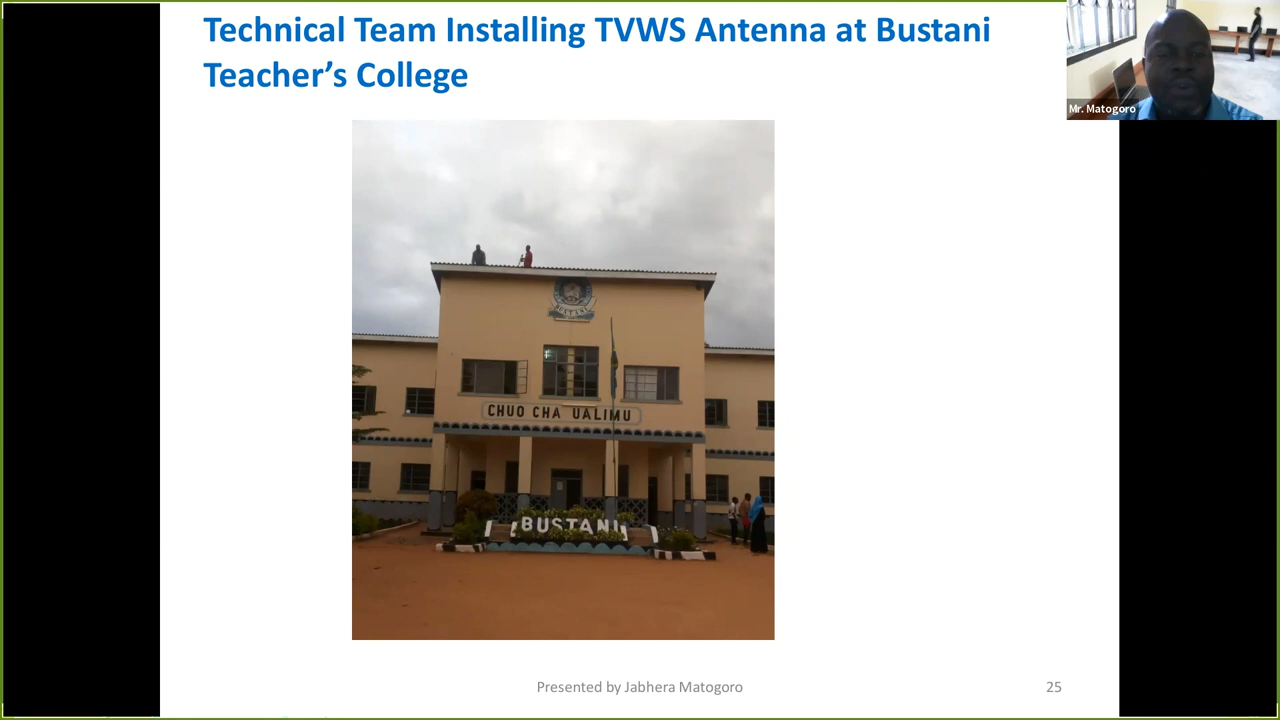 Technical Team Installing TVWS Antenna at Bustani
Teacher's College
Mr. Matogoro
BUSTANI
CHUO CHA UALIMU
BUSTANI
Presented by Jabhera Matogoro
25